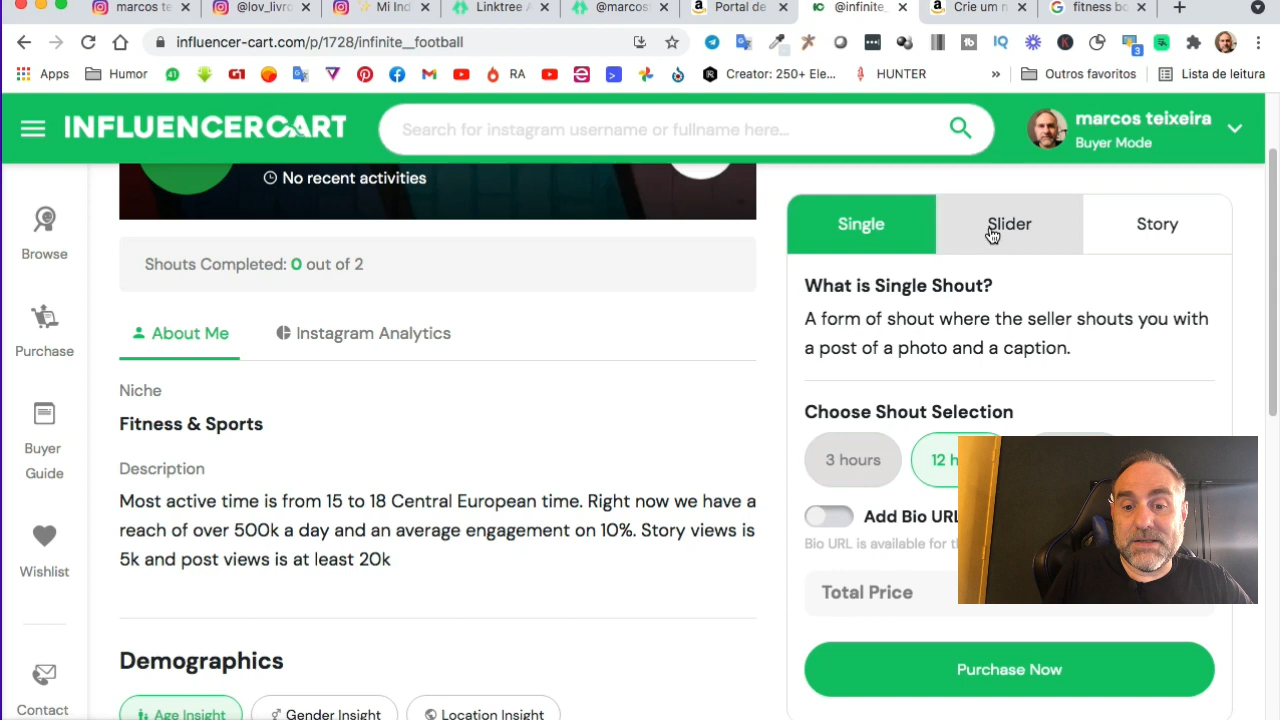 marcos te
@lov_livro
Mi Ind
Linktree
@marcos
Portal de
@infinite_
Crie um n
fitness bo
influencer-cart.com/p/1728/infinite__football
Apps
Humor
RA
Creator: 250+ Ele...
HUNTER
»
Outros favoritos
Lista de leitura
INFLUENCERCART
Search for instagram username or fullname here...
marcos teixeira
Buyer Mode
No recent activities
Browse
Purchase
Buyer
Guide
Wishlist
Contact
Shouts Completed: 0 out of 2
About Me
Instagram Analytics
Niche
Fitness & Sports
Description
Most active time is from 15 to 18 Central European time. Right now we have a
reach of over 500k a day and an average engagement on 10%. Story views is
5k and post views is at least 20k
Demographics
Age Insight
Gender Insight
Location Insight
Single
Slider
Story
What is Single Shout?
A form of shout where the seller shouts you with
a post of a photo and a caption.
Choose Shout Selection
3 hours
12 h
Add Bio URL
Bio URL is available for th
Total Price
Purchase Now